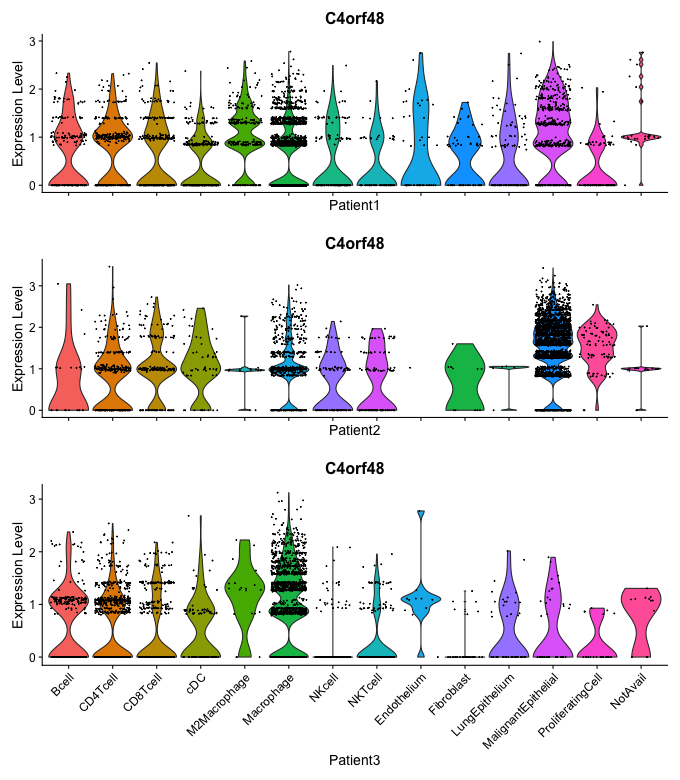 C4orf48
Expression Level
3
2
1
0
Patient1
C4orf48
Expression Level
3
2
1
0
Patient2
C4orf48
Expression Level
3
2
1
0
Bcell
CD4Tcell
CD8Tcell
cDC
M2Macrophage
Macrophage
NKcell
NKTcell
Endothelium
Fibroblast
LungEpithelium
MalignantEpithelial
ProliferatingCell
NotAvail
Patient3